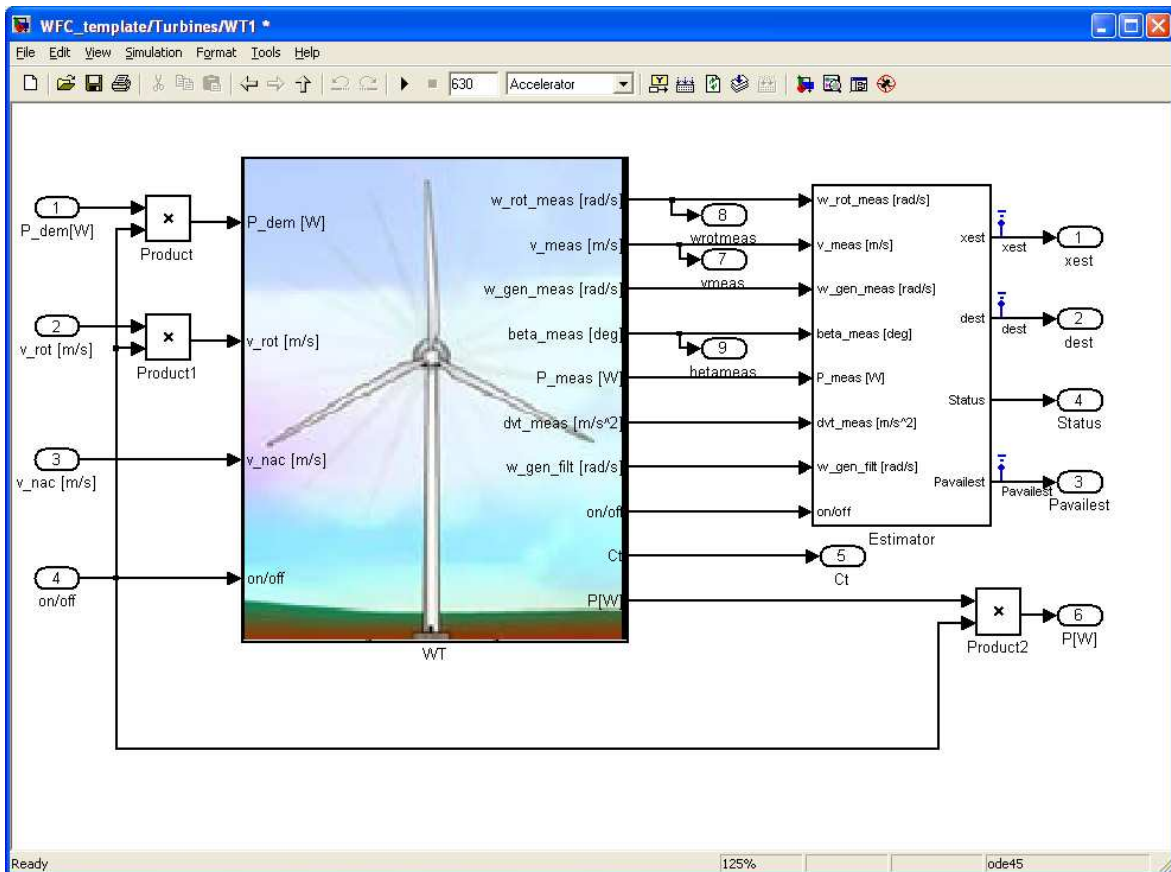 WFC_template/Turbines/WT1 *
File Edit View Simulation Format Tools Help
630 Accelerator
1
P_dem[W]
Product
2
v_rot [m/s]
Product1
3
v_nac [m/s]
4
on/off
P_dem [W]
v_rot [m/s]
v_nac [m/s]
on/off
w_rot_meas [rad/s]
v_meas [m/s]
w_gen_meas [rad/s]
beta_meas [deg]
P_meas [W]
dvt_meas [m/s^2]
w_gen_filt [rad/s]
on/off
Ct
P[W]
WT
8
wrotmeas
7
vmeas
9
betameas
w_rot_meas [rad/s]
v_meas [m/s]
w_gen_meas [rad/s]
beta_meas [deg]
P_meas [W]
dvt_meas [m/s^2]
w_gen_filt [rad/s]
on/off
xest
dest
Status
Pavailest
Estimator
xest
1
xest
dest
2
dest
4
Status
Pavailest
3
Pavailest
5
Ct
Product2
6
P[W]
Ready 125% ode45